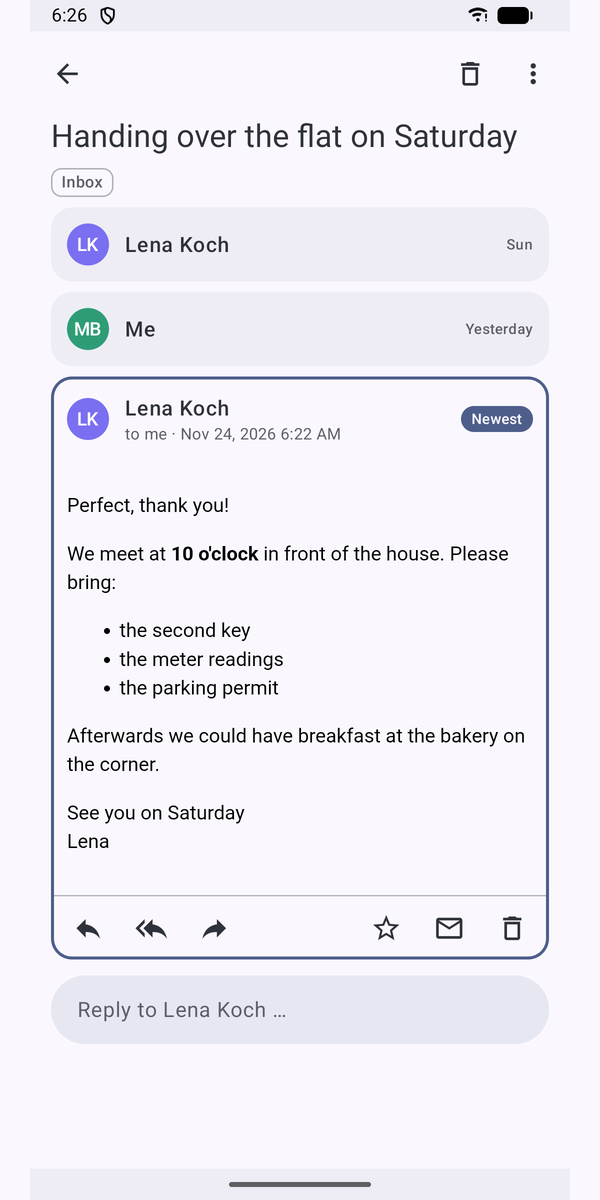 6:26
Handing over the flat on Saturday
Inbox
LK Lena Koch Sun
MB Me Yesterday
LK Lena Koch Newest
to me · Nov 24, 2026 6:22 AM
Perfect, thank you!
We meet at 10 o'clock in front of the house. Please
bring:
• the second key
• the meter readings
• the parking permit
Afterwards we could have breakfast at the bakery on
the corner.
See you on Saturday
Lena
Reply to Lena Koch …